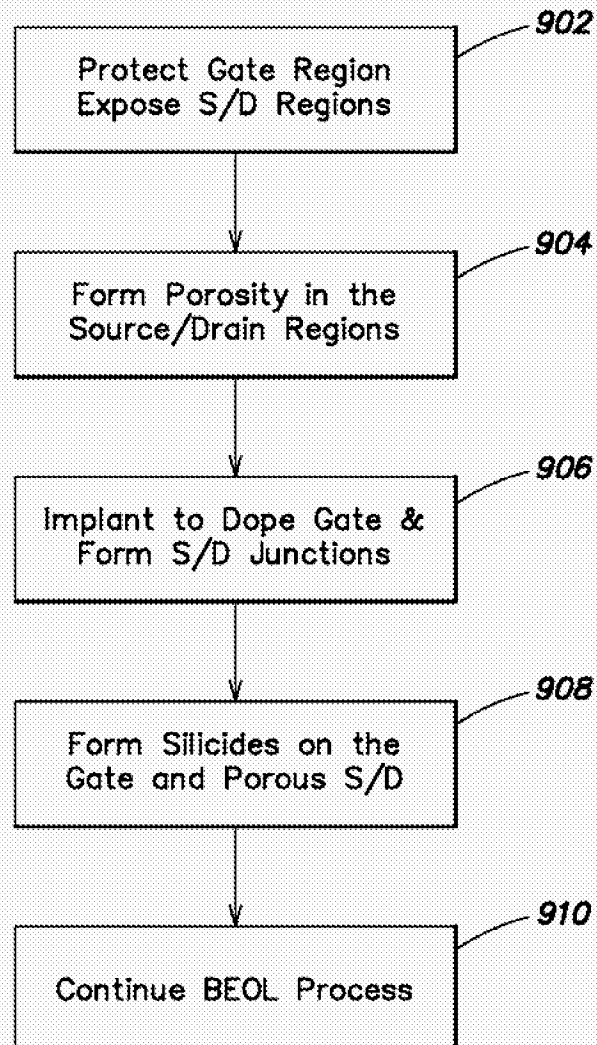 902
Protect Gate Region
Expose S/D Regions
904
Form Porosity in the
Source/Drain Regions
906
Implant to Dope Gate &
Form S/D Junctions
908
Form Silicides on the
Gate and Porous S/D
910
Continue BEOL Process